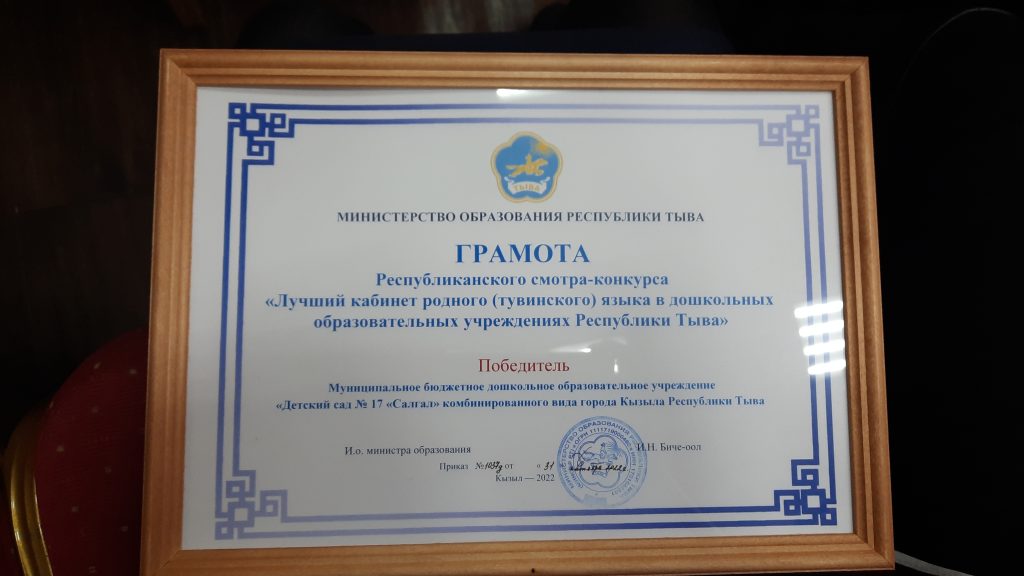 ТЫВА
МИНИСТЕРСТВО ОБРАЗОВАНИЯ РЕСПУБЛИКИ ТЫВА
ГРАМОТА
Республиканского смотра-конкурса
«Лучший кабинет родного (тувинского) языка в дошкольных
образовательных учреждениях Республики Тыва»
Победитель
Муниципальное бюджетное дошкольное образовательное учреждение
«Детский сад № 17 «Салгал» комбинированного вида города Кызыла Республики Тыва
И.о. министра образования И.Н. Биче-оол
Приказ № от « 31
Кызыл — 2022
МИНИСТЕРСТВО ОБРАЗОВАНИЯ